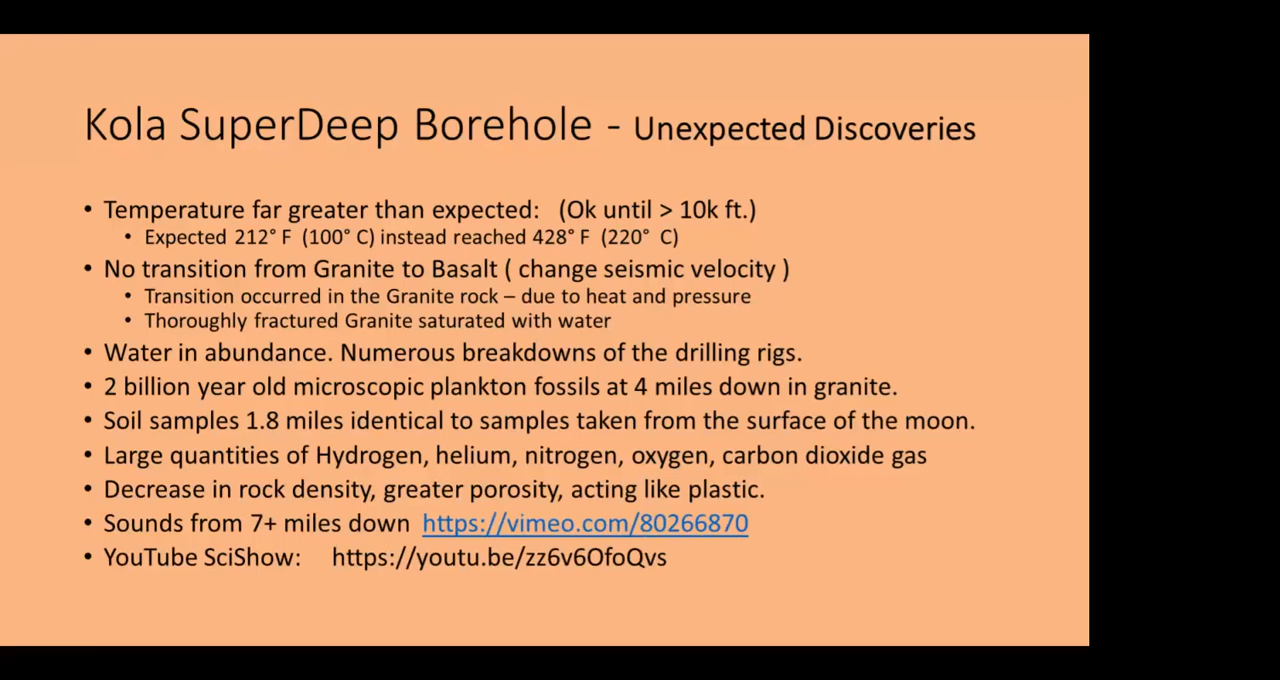 Kola SuperDeep Borehole - Unexpected Discoveries
• Temperature far greater than expected: (Ok until > 10k ft.)
• Expected 212° F (100° C) instead reached 428° F (220° C)
• No transition from Granite to Basalt ( change seismic velocity )
• Transition occurred in the Granite rock – due to heat and pressure
• Thoroughly fractured Granite saturated with water
• Water in abundance. Numerous breakdowns of the drilling rigs.
• 2 billion year old microscopic plankton fossils at 4 miles down in granite.
• Soil samples 1.8 miles identical to samples taken from the surface of the moon.
• Large quantities of Hydrogen, helium, nitrogen, oxygen, carbon dioxide gas
• Decrease in rock density, greater porosity, acting like plastic.
• Sounds from 7+ miles down https://vimeo.com/80266870
• YouTube SciShow: https://youtu.be/zz6v6OfoQvs